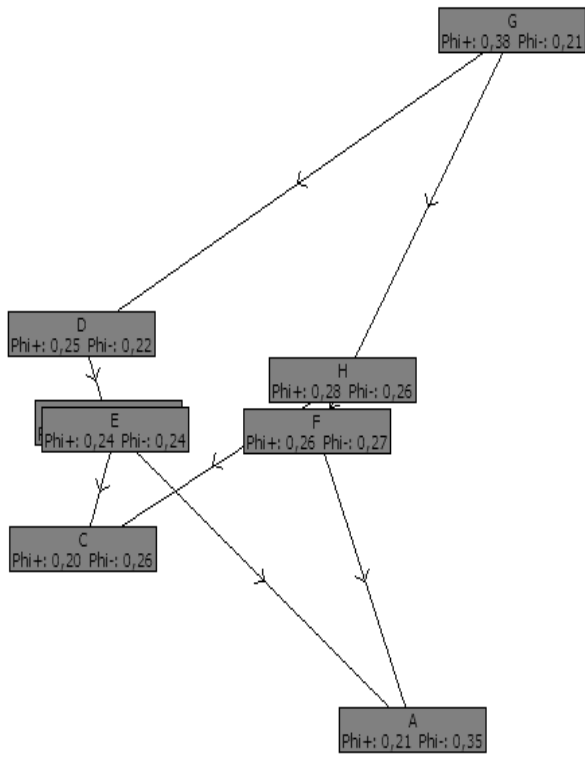 G
Phi+: 0,38 Phi-: 0,21
D
Phi+: 0,25 Phi-: 0,22
H
Phi+: 0,28 Phi-: 0,26
E
Phi+: 0,24 Phi-: 0,24
F
Phi+: 0,26 Phi-: 0,27
C
Phi+: 0,20 Phi-: 0,26
A
Phi+: 0,21 Phi-: 0,35